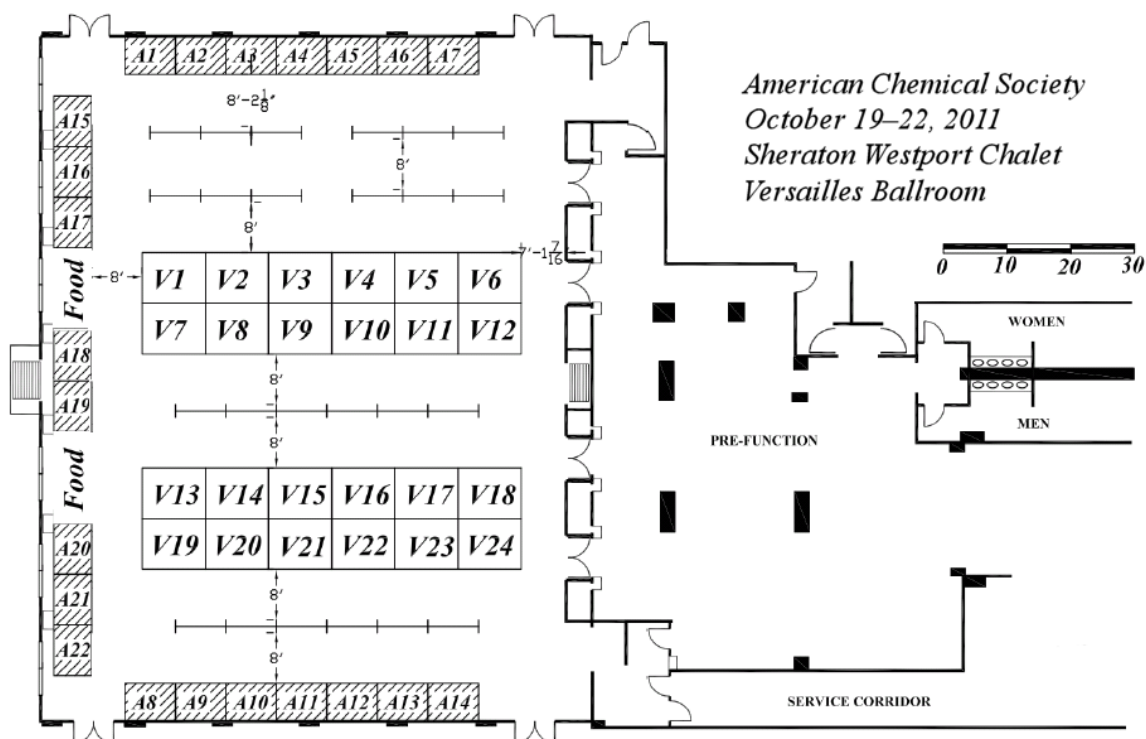 A1 A2 A3 A4 A5 A6 A7
American Chemical Society
October 19–22, 2011
Sheraton Westport Chalet
Versailles Ballroom
8'-2 1/8"
A15
8'
A16
A17
8'
7'-1 7/16
0 10 20 30
8'
Food
V1 V2 V3 V4 V5 V6
V7 V8 V9 V10 V11 V12
WOMEN
A18
8'
A19
MEN
PRE-FUNCTION
8'
Food
V13 V14 V15 V16 V17 V18
V19 V20 V21 V22 V23 V24
A20
A21
8'
A22
8'
A8 A9 A10 A11 A12 A13 A14
SERVICE CORRIDOR